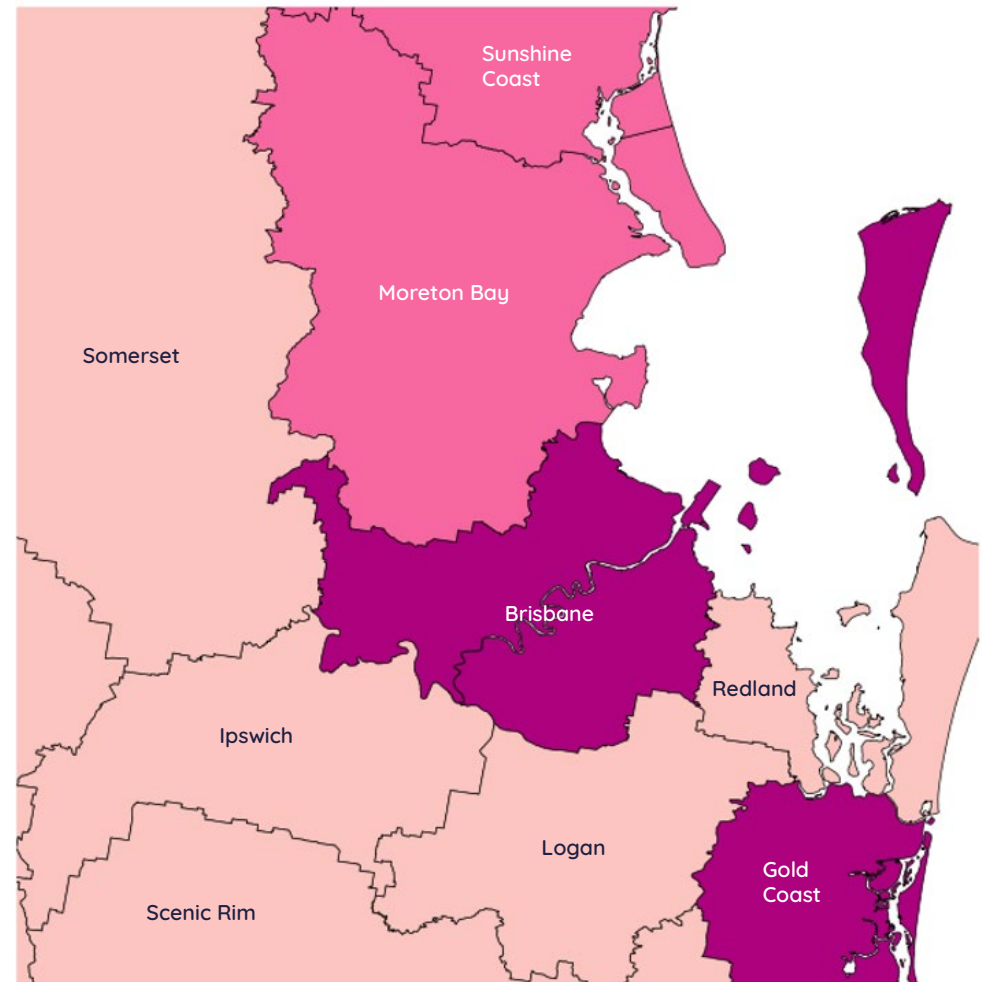 Sunshine
Coast
Moreton Bay
Somerset
Brisbane
Redland
Ipswich
Logan
Gold
Coast
Scenic Rim